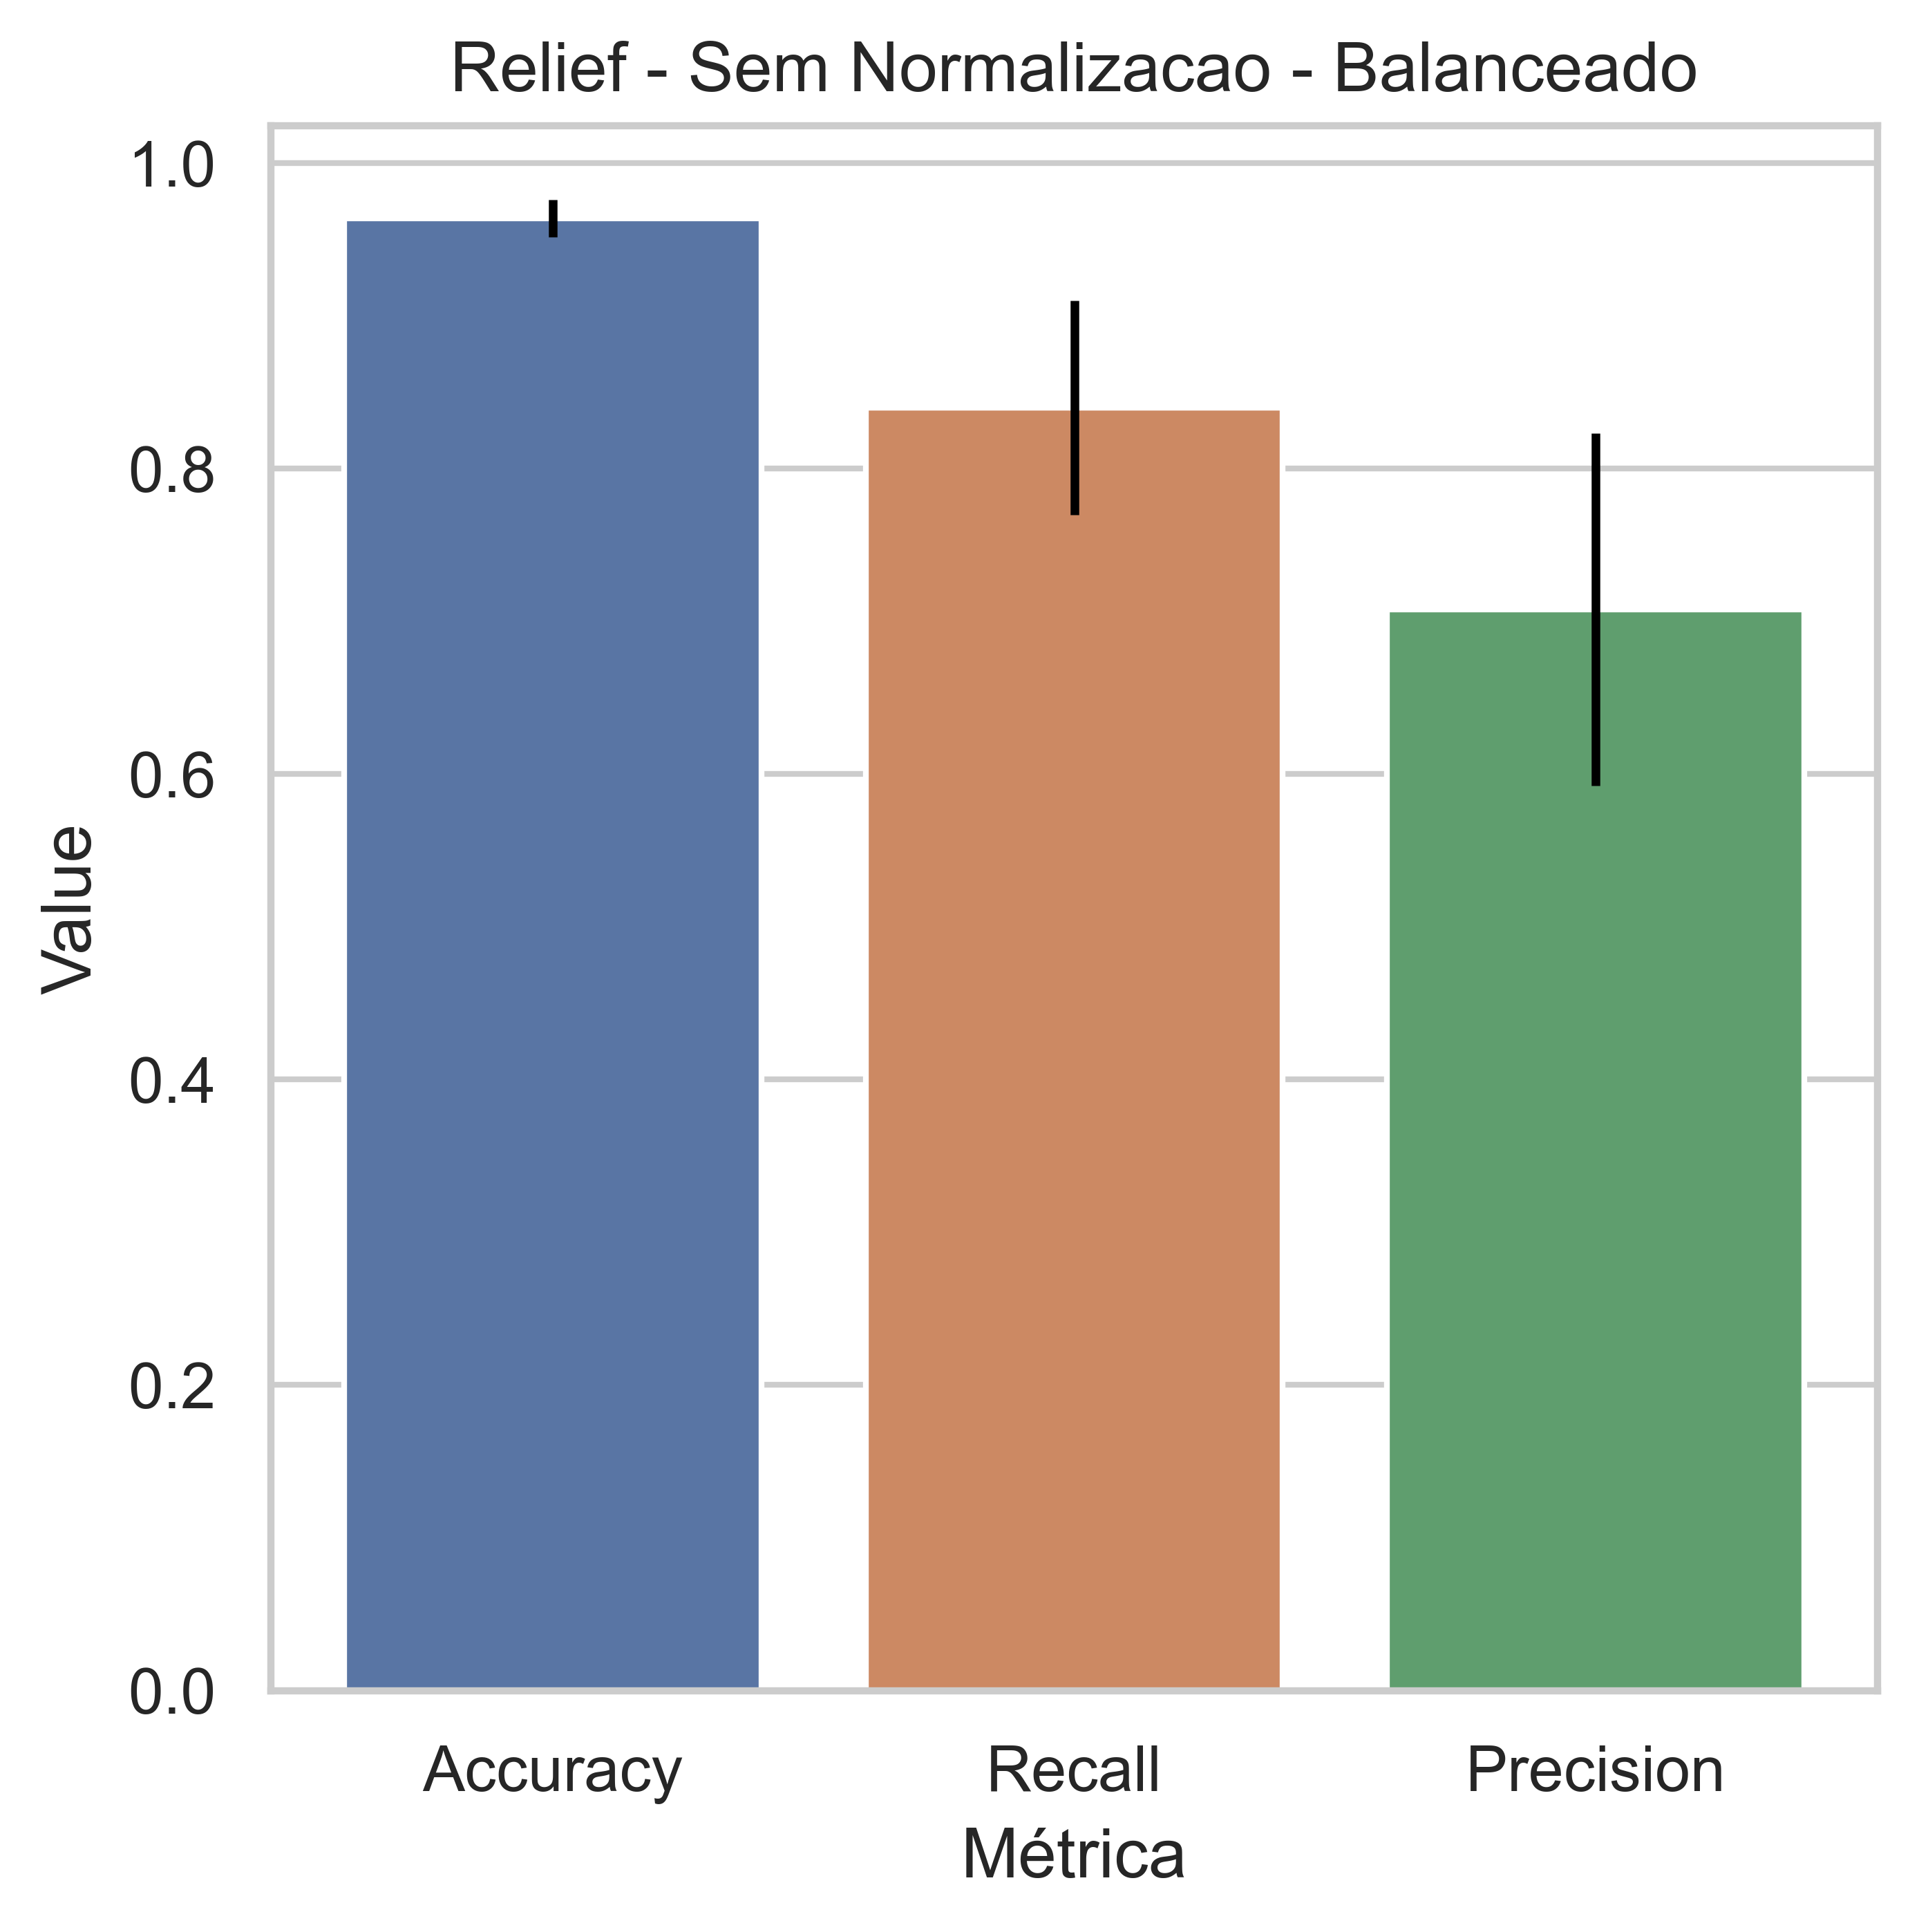 Relief - Sem Normalizacao - Balanceado
1.0
0.8
0.6
0.4
0.2
0.0
Value
Accuracy Recall Precision
Métrica